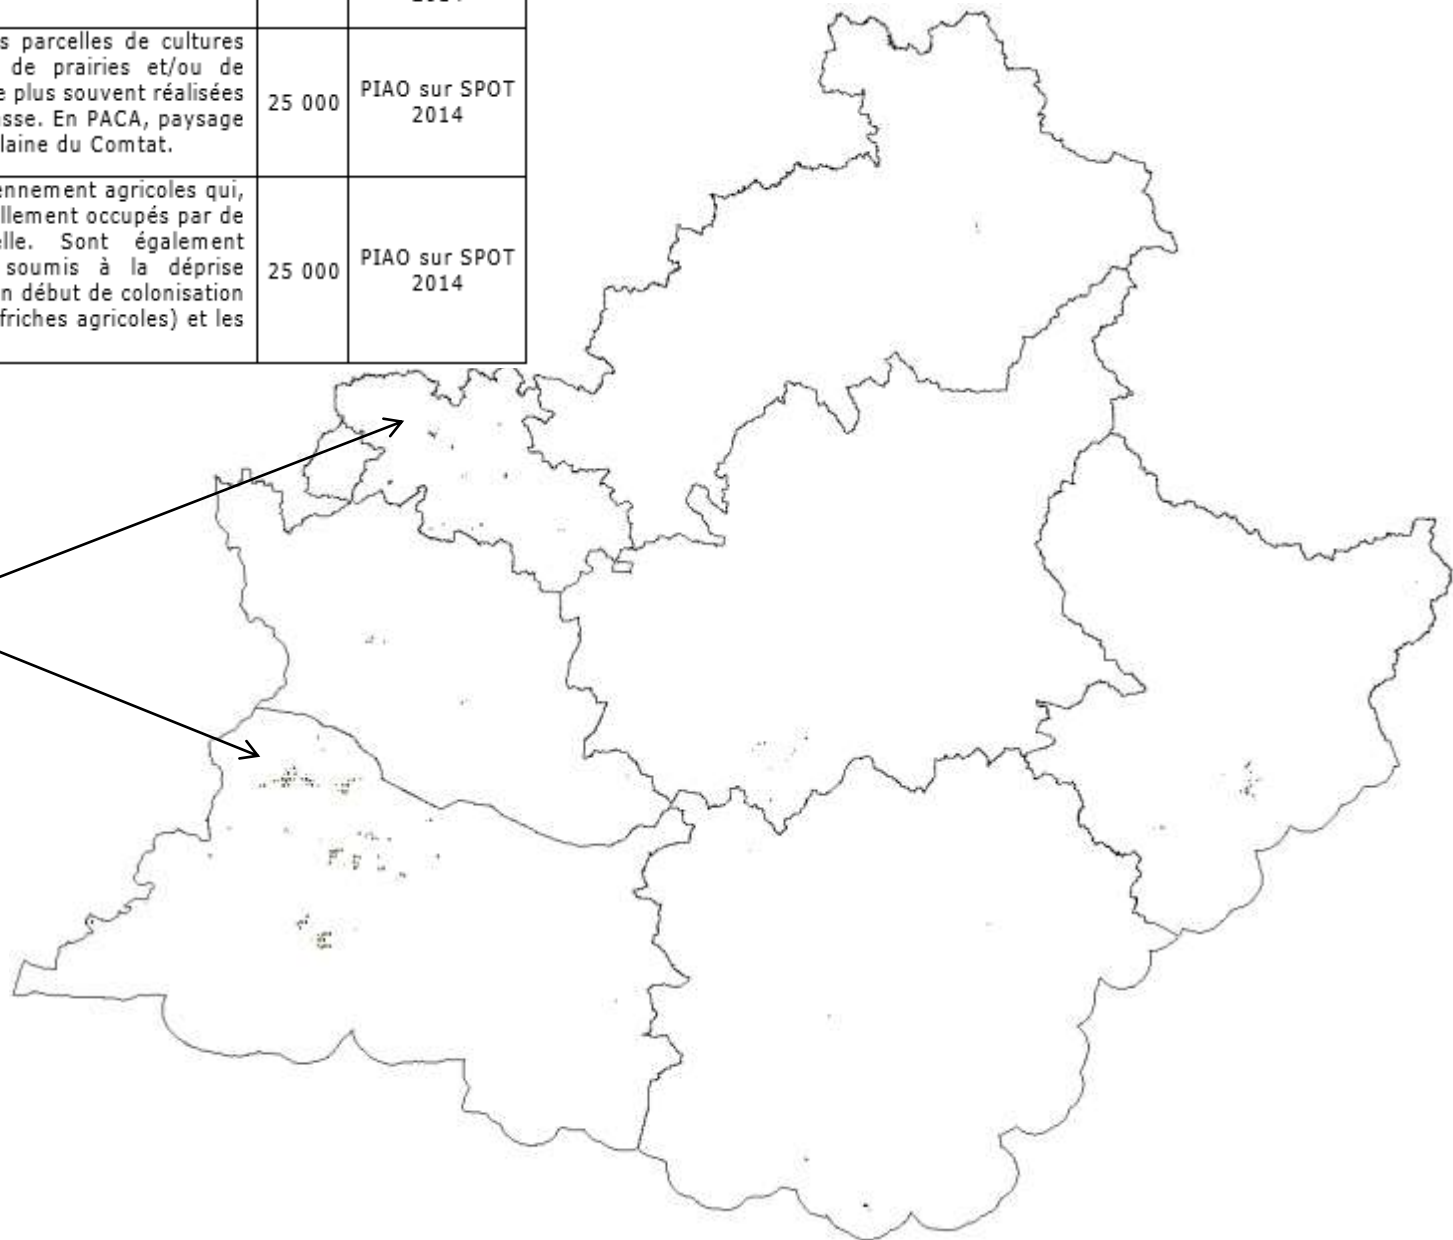 s parcelles de cultures
de prairies et/ou de
e plus souvent réalisées
sse. En PACA, paysage
laine du Comtat.
25 000
PIAO sur SPOT
2014
ennement agricoles qui,
llement occupés par de
elle. Sont également
soumis à la déprise
n début de colonisation
friches agricoles) et les
25 000
PIAO sur SPOT
2014